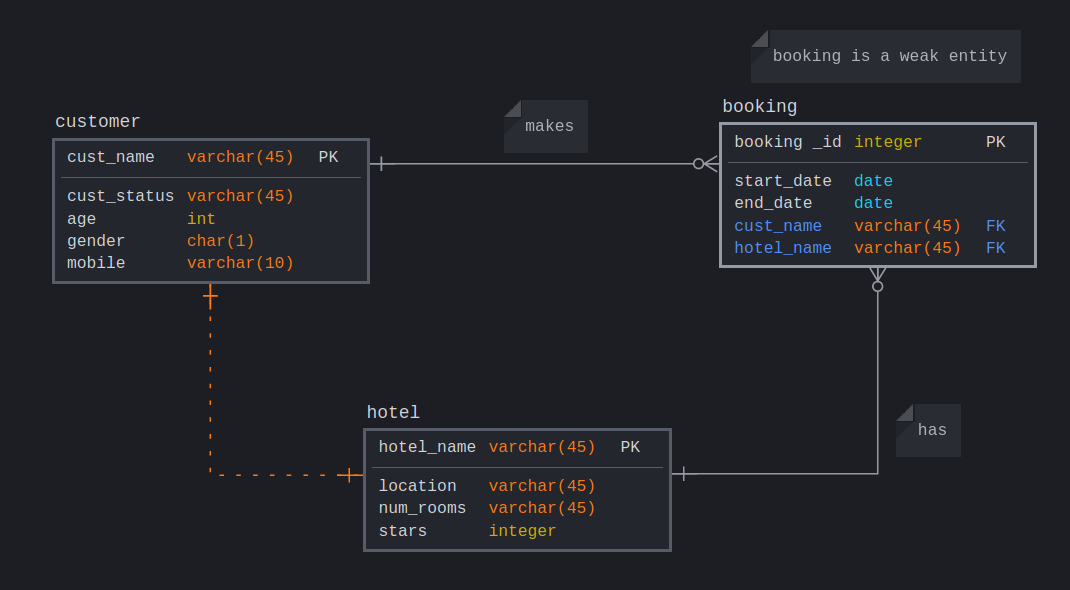 booking is a weak entity
customer
makes
booking
cust_name varchar(45) PK
cust_status varchar(45)
age int
gender char(1)
mobile varchar(10)
booking _id integer PK
start_date date
end_date date
cust_name varchar(45) FK
hotel_name varchar(45) FK
hotel
hotel_name varchar(45) PK
location varchar(45)
num_rooms varchar(45)
stars integer
has